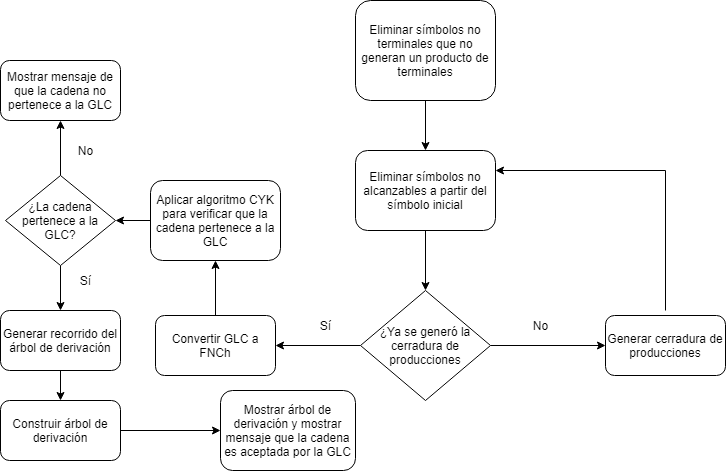 Eliminar símbolos no
terminales que no
generan un producto de
terminales
Eliminar símbolos no
alcanzables a partir del
símbolo inicial
¿Ya se generó la
cerradura de
producciones
No
Generar cerradura de
producciones
Sí
Convertir GLC a
FNCh
Aplicar algoritmo CYK
para verificar que la
cadena pertenece a la
GLC
¿La cadena
pertenece a la
GLC?
No
Mostrar mensaje de
que la cadena no
pertenece a la GLC
Sí
Generar recorrido del
árbol de derivación
Construir árbol de
derivación
Mostrar árbol de
derivación y mostrar
mensaje que la cadena
es aceptada por la GLC